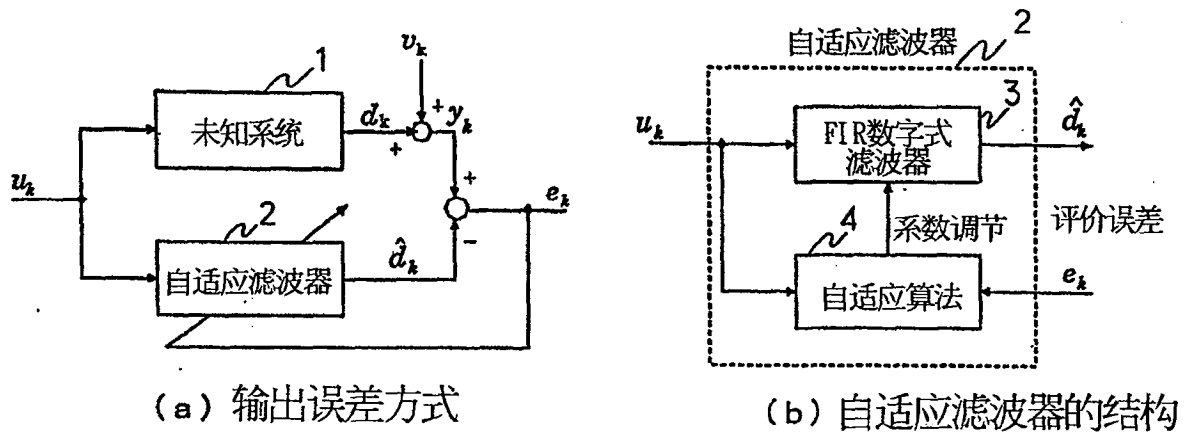 v_k
1
未知系统
d_k
+
y_k
+
u_k
+
e_k
2
−
自适应滤波器
d̂_k
(a) 输出误差方式
自适应滤波器
2
u_k
3
FIR数字式
滤波器
d̂_k
4
系数调节
评价误差
自适应算法
e_k
(b) 自适应滤波器的结构